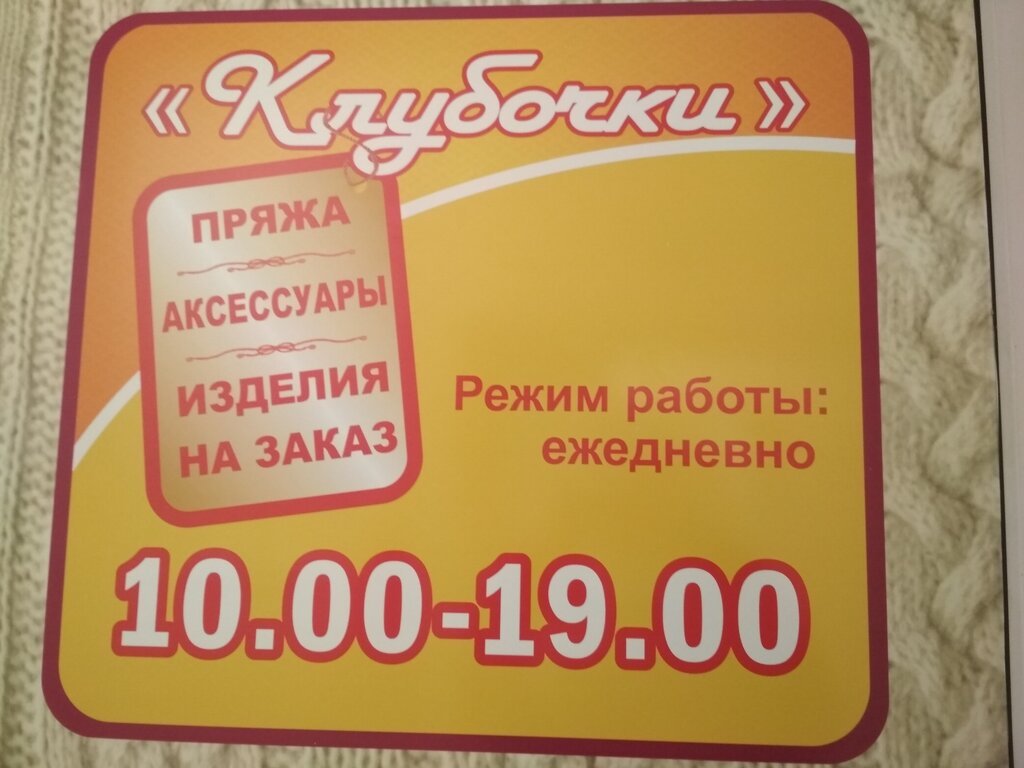 «Клубочки»
ПРЯЖА
АКСЕССУАРЫ
ИЗДЕЛИЯ
НА ЗАКАЗ
Режим работы:
ежедневно
10.00-19.00